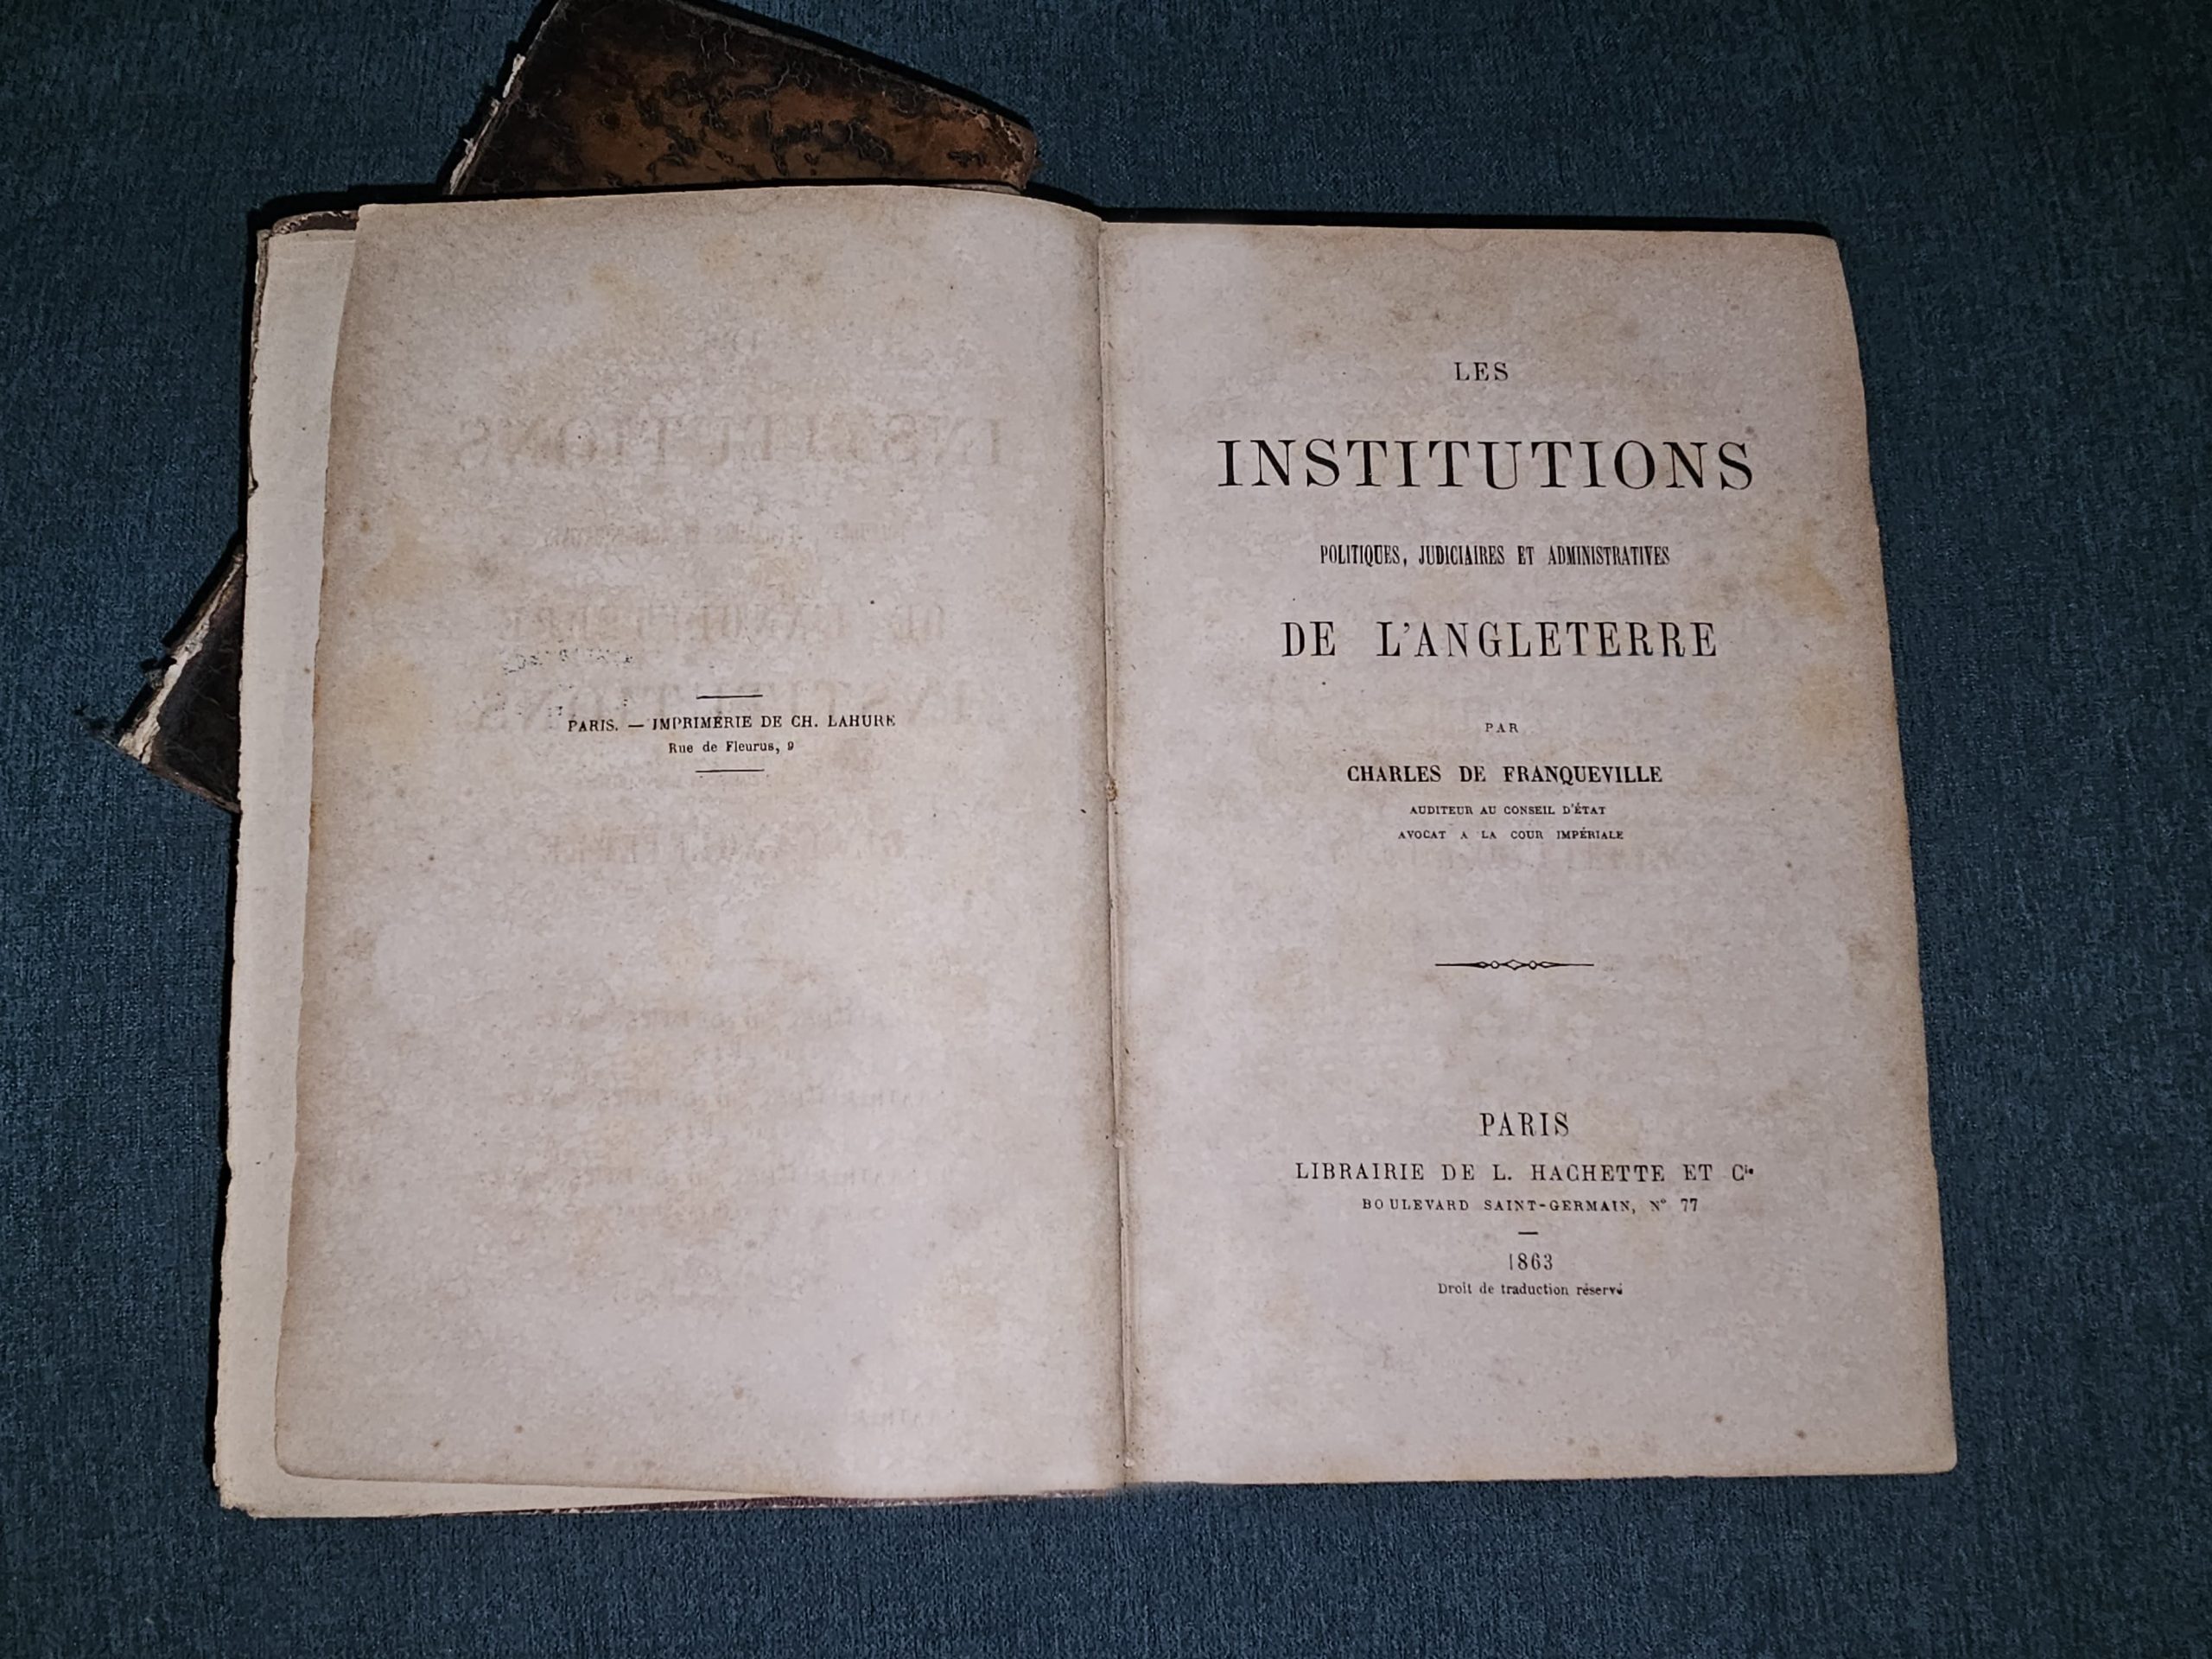 PARIS. — IMPRIMERIE DE CH. LAHURE
Rue de Fleurus, 9
LES
INSTITUTIONS
POLITIQUES, JUDICIAIRES ET ADMINISTRATIVES
DE L'ANGLETERRE
PAR
CHARLES DE FRANQUEVILLE
AUDITEUR AU CONSEIL D'ÉTAT
AVOCAT A LA COUR IMPÉRIALE
PARIS
LIBRAIRIE DE L. HACHETTE ET Cie
BOULEVARD SAINT-GERMAIN, N° 77
1863
Droit de traduction réservé